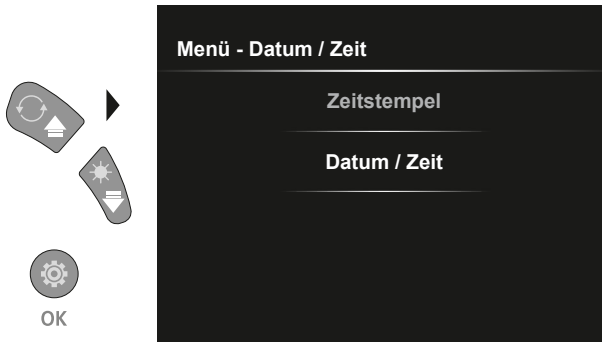 Menü - Datum / Zeit
Zeitstempel
Datum / Zeit
OK